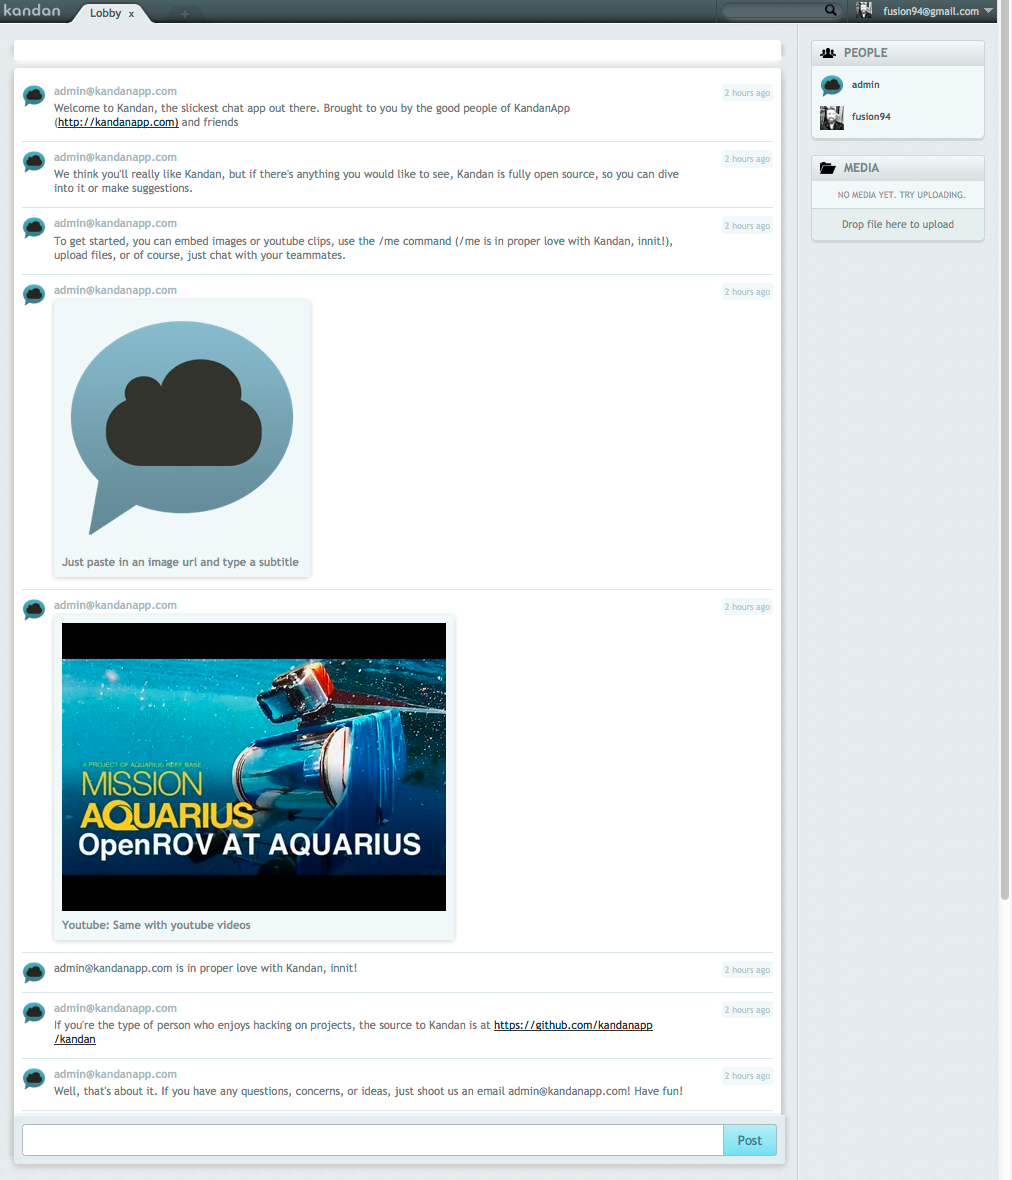 kandan
Lobby x
+
fusion94@gmail.com
admin@kandanapp.com
2 hours ago
Welcome to Kandan, the slickest chat app out there. Brought to you by the good people of KandanApp
(http://kandanapp.com) and friends
admin@kandanapp.com
2 hours ago
We think you'll really like Kandan, but if there's anything you would like to see, Kandan is fully open source, so you can dive
into it or make suggestions.
admin@kandanapp.com
2 hours ago
To get started, you can embed images or youtube clips, use the /me command (/me is in proper love with Kandan, innit!),
upload files, or of course, just chat with your teammates.
admin@kandanapp.com
2 hours ago
Just paste in an image url and type a subtitle
admin@kandanapp.com
2 hours ago
A PROJECT OF AQUARIUS REEF BASE
MISSION
AQUARIUS
OpenROV AT AQUARIUS
Youtube: Same with youtube videos
admin@kandanapp.com is in proper love with Kandan, innit!
2 hours ago
admin@kandanapp.com
2 hours ago
If you're the type of person who enjoys hacking on projects, the source to Kandan is at https://github.com/kandanapp
/kandan
admin@kandanapp.com
2 hours ago
Well, that's about it. If you have any questions, concerns, or ideas, just shoot us an email admin@kandanapp.com! Have fun!
Post
PEOPLE
admin
fusion94
MEDIA
NO MEDIA YET. TRY UPLOADING.
Drop file here to upload